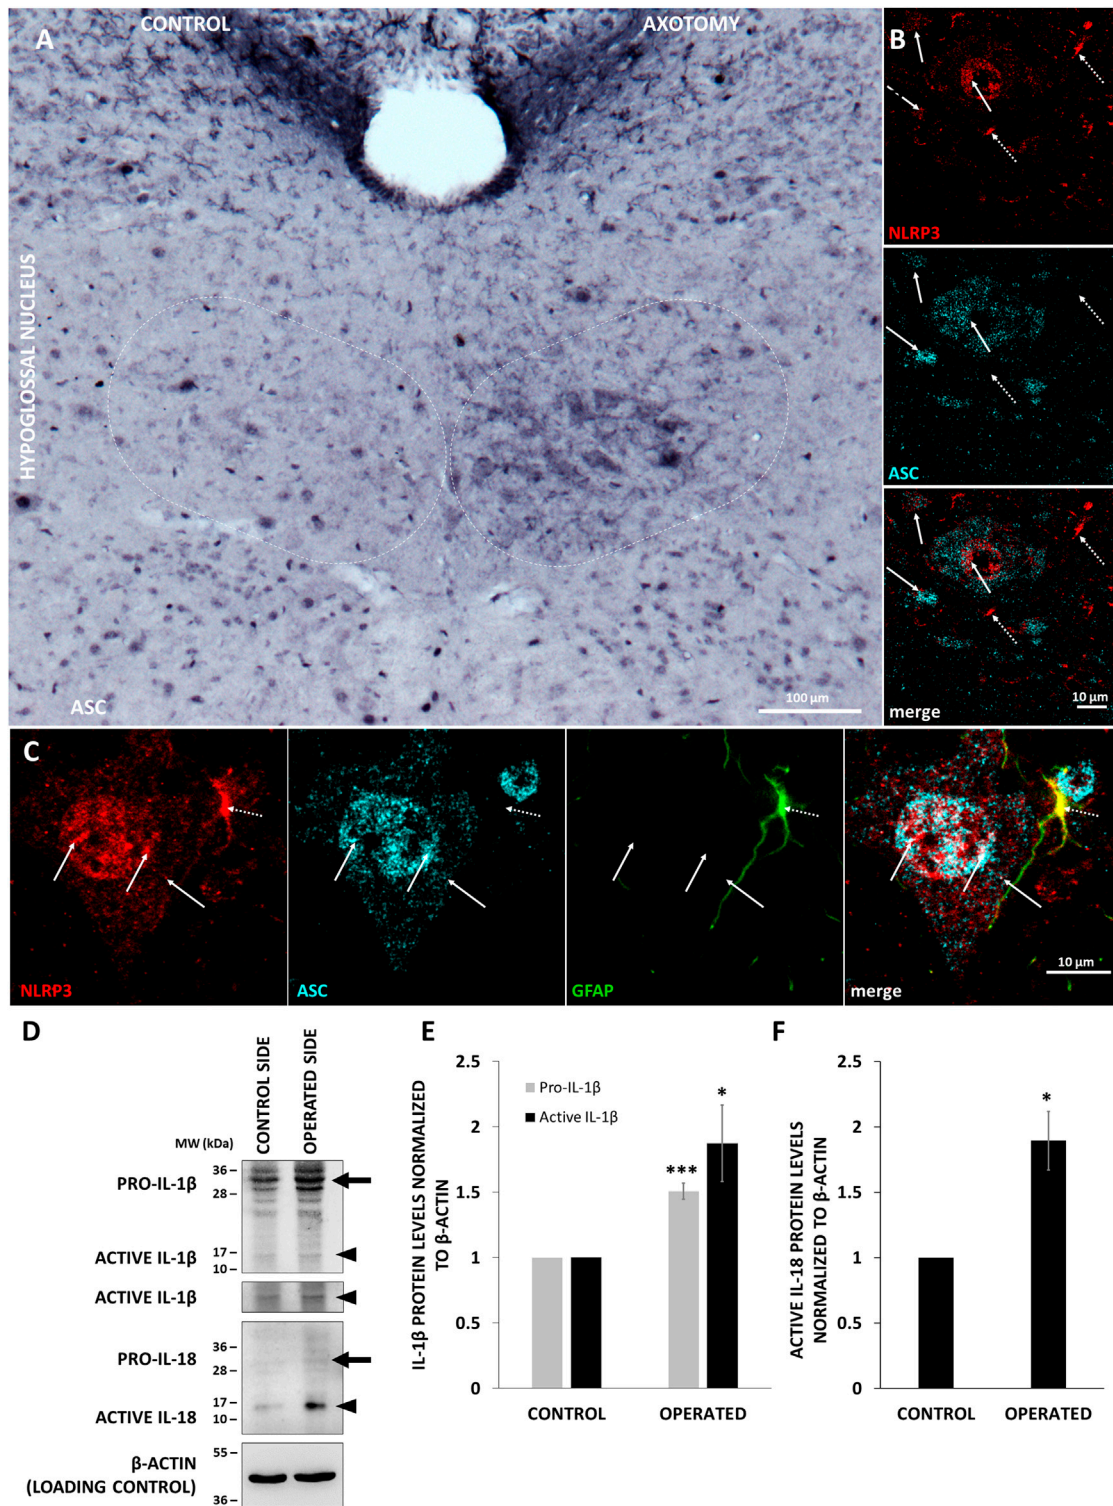 A
CONTROL
AXOTOMY
HYPOGLOSSAL NUCLEUS
ASC
100 µm
B
NLRP3
ASC
merge
10 µm
C
NLRP3
ASC
GFAP
merge
10 µm
D
CONTROL SIDE
OPERATED SIDE
MW (kDa)
PRO-IL-1β
36
28
ACTIVE IL-1β
17
10
ACTIVE IL-1β
PRO-IL-18
36
28
ACTIVE IL-18
17
10
β-ACTIN
(LOADING CONTROL)
55
36
E
IL-1β PROTEIN LEVELS NORMALIZED
TO β-ACTIN
2.5
2
1.5
1
0.5
0
Pro-IL-1β
Active IL-1β
***
*
CONTROL
OPERATED
F
ACTIVE IL-18 PROTEIN LEVELS
NORMALIZED TO β-ACTIN
2.5
2
1.5
1
0.5
0
*
CONTROL
OPERATED